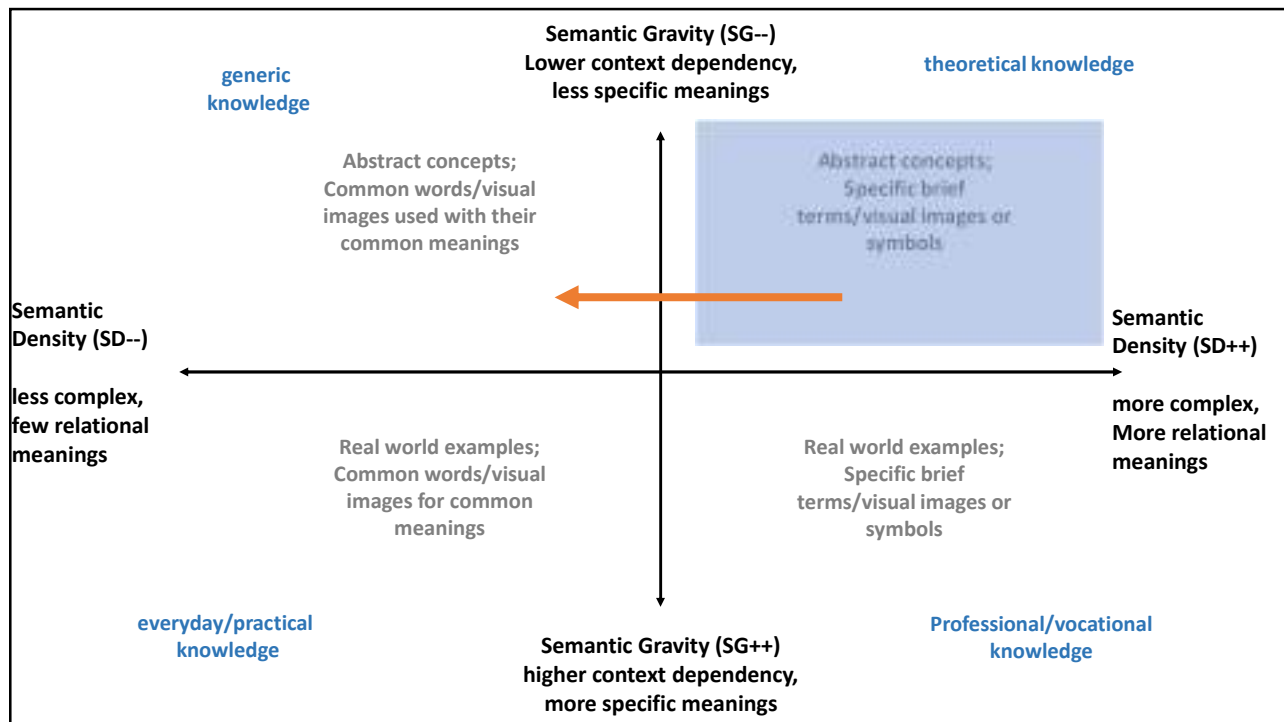 Semantic Gravity (SG--)
Lower context dependency,
less specific meanings
generic
knowledge
theoretical knowledge
Abstract concepts;
Common words/visual
images used with their
common meanings
Abstract concepts;
Specific brief
terms/visual images or
symbols
Semantic
Density (SD--)
less complex,
few relational
meanings
Semantic
Density (SD++)
more complex,
More relational
meanings
Real world examples;
Common words/visual
images for common
meanings
Real world examples;
Specific brief
terms/visual images or
symbols
everyday/practical
knowledge
Semantic Gravity (SG++)
higher context dependency,
more specific meanings
Professional/vocational
knowledge